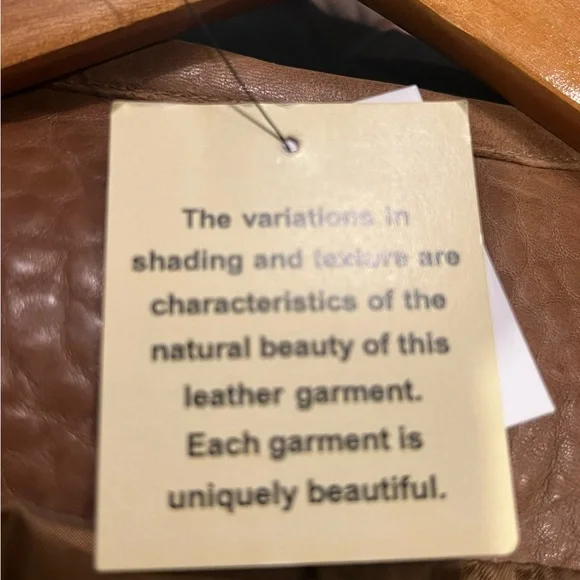 The variations in
shading and texture are
characteristics of the
natural beauty of this
leather garment.
Each garment is
uniquely beautiful.